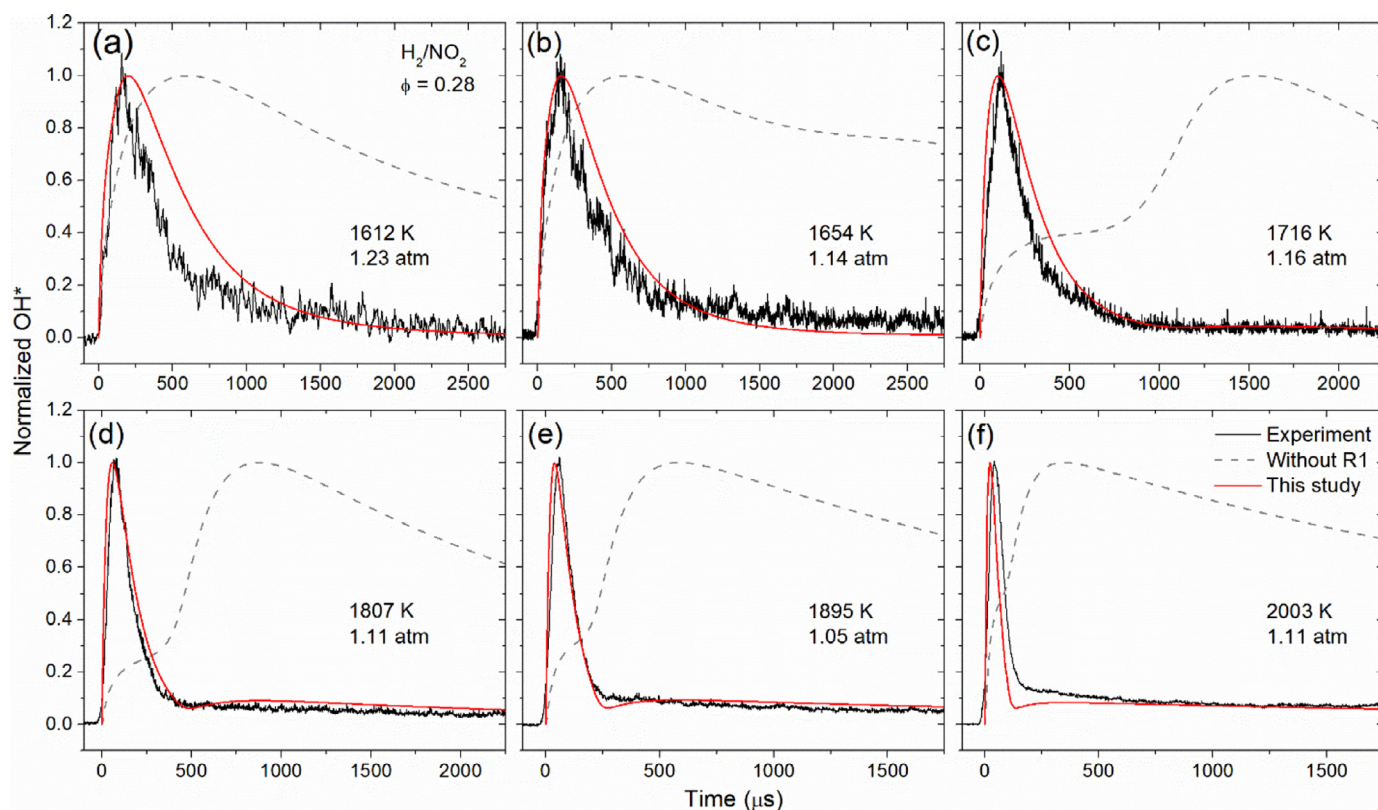 (a)
H₂/NO₂
ϕ = 0.28
1612 K
1.23 atm
(b)
1654 K
1.14 atm
(c)
1716 K
1.16 atm
1.2
1.0
0.8
0.6
0.4
0.2
0.0
0 500 1000 1500 2000 2500
0 500 1000 1500 2000 2500
0 500 1000 1500 2000
Normalized OH*
(d)
1807 K
1.11 atm
(e)
1895 K
1.05 atm
(f)
Experiment
Without R1
This study
2003 K
1.11 atm
1.2
1.0
0.8
0.6
0.4
0.2
0.0
0 500 1000 1500 2000
0 500 1000 1500
0 500 1000 1500
Time (μs)